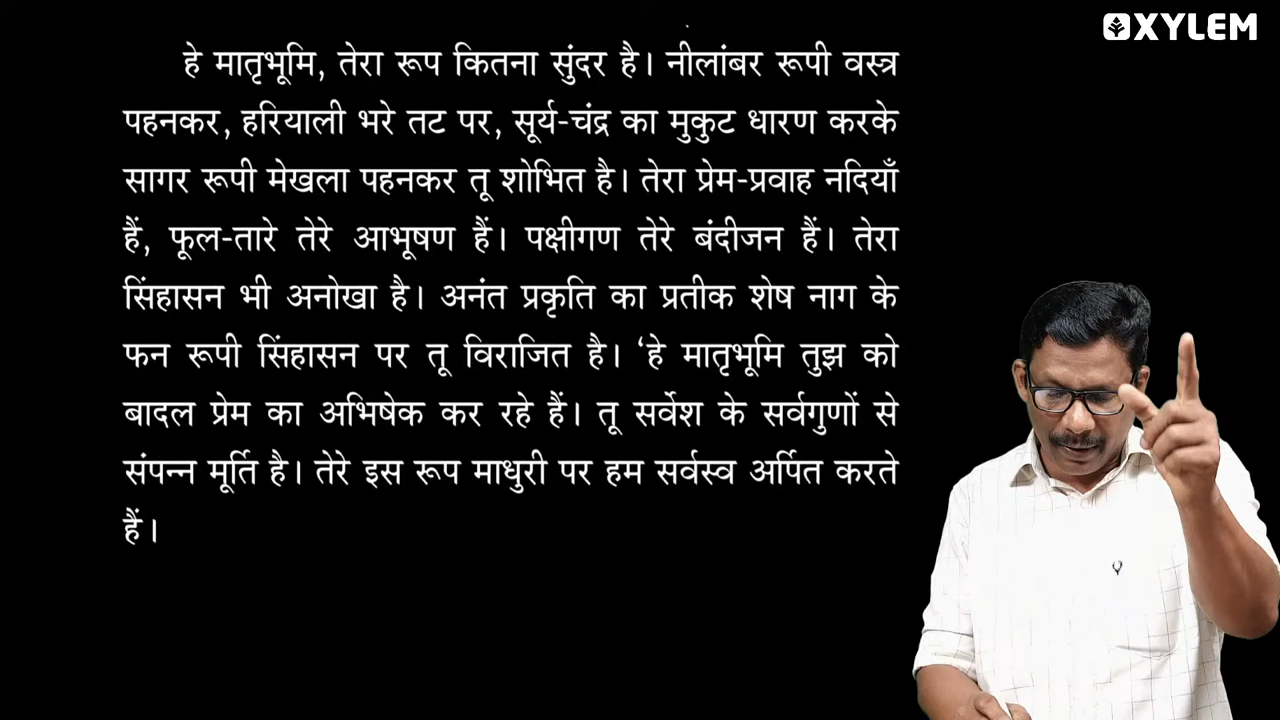 XYLEM
हे मातृभूमि, तेरा रूप कितना सुंदर है। नीलांबर रूपी वस्त्र
पहनकर, हरियाली भरे तट पर, सूर्य-चंद्र का मुकुट धारण करके
सागर रूपी मेखला पहनकर तू शोभित है। तेरा प्रेम-प्रवाह नदियाँ
हैं, फूल-तारे तेरे आभूषण हैं। पक्षीगण तेरे बंदीजन हैं। तेरा
सिंहासन भी अनोखा है। अनंत प्रकृति का प्रतीक शेष नाग के
फन रूपी सिंहासन पर तू विराजित है। ‘हे मातृभूमि तुझ को
बादल प्रेम का अभिषेक कर रहे हैं। तू सर्वेश के सर्वगुणों से
संपन्न मूर्ति है। तेरे इस रूप माधुरी पर हम सर्वस्व अर्पित करते
हैं।